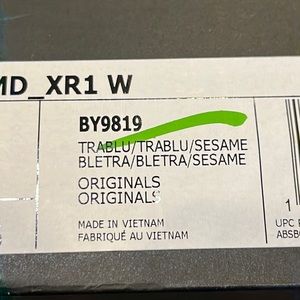 MD_XR1 W
BY9819
TRABLU/TRABLU/SESAME
BLETRA/BLETRA/SESAME
ORIGINALS
ORIGINALS
MADE IN VIETNAM
FABRIQUÉ AU VIETNAM
1
UPC